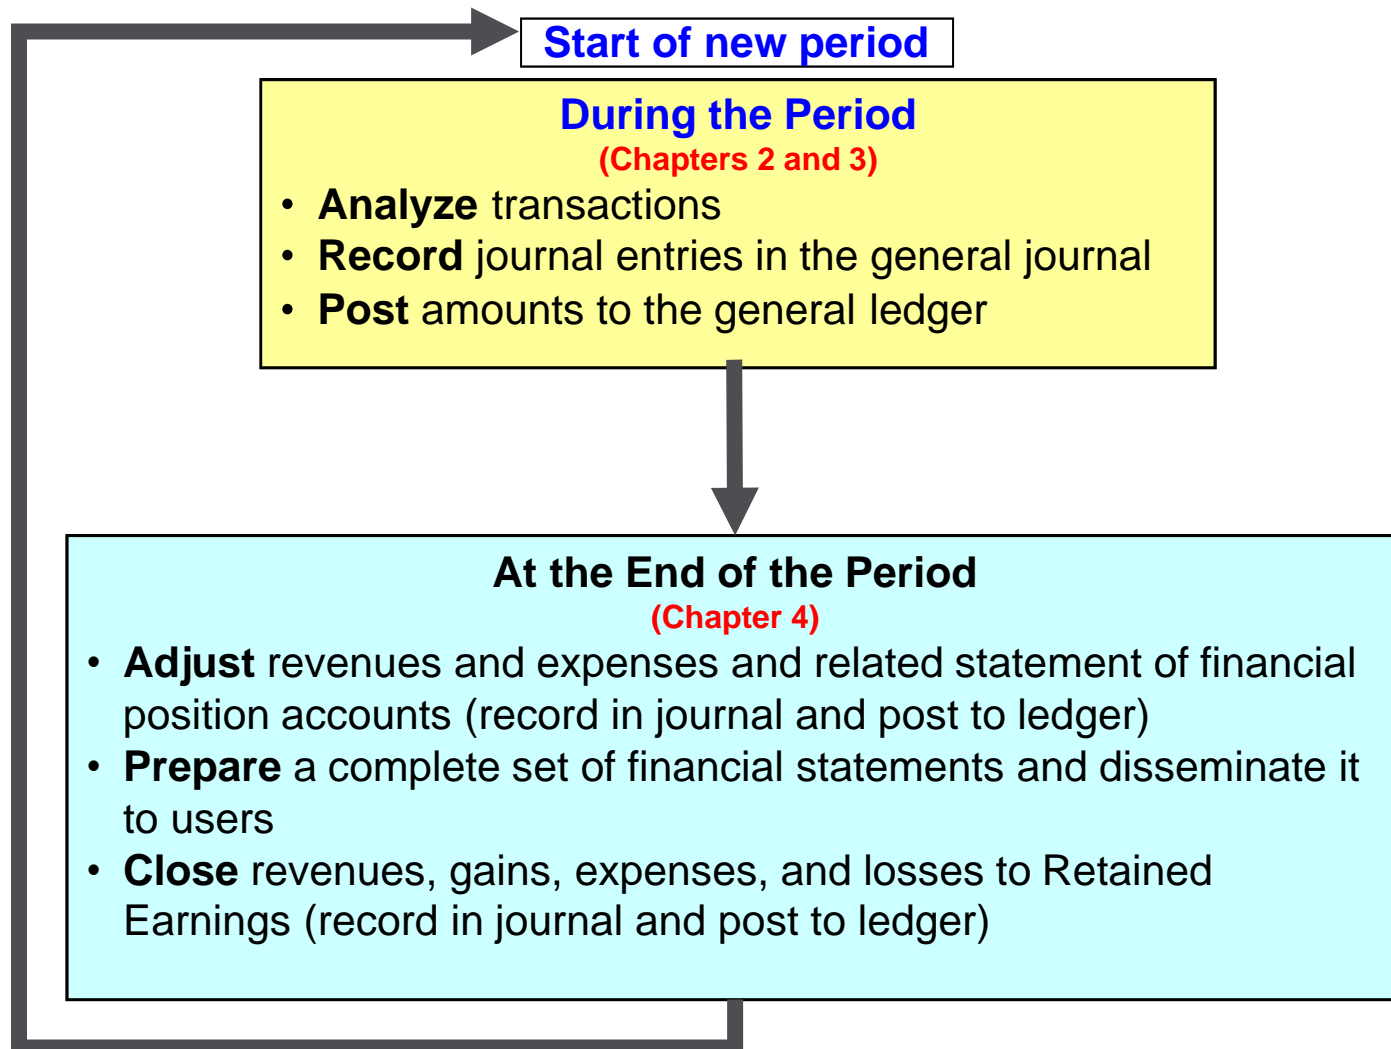 Start of new period
During the Period
(Chapters 2 and 3)
• Analyze transactions
• Record journal entries in the general journal
• Post amounts to the general ledger
At the End of the Period
(Chapter 4)
• Adjust revenues and expenses and related statement of financial
position accounts (record in journal and post to ledger)
• Prepare a complete set of financial statements and disseminate it
to users
• Close revenues, gains, expenses, and losses to Retained
Earnings (record in journal and post to ledger)